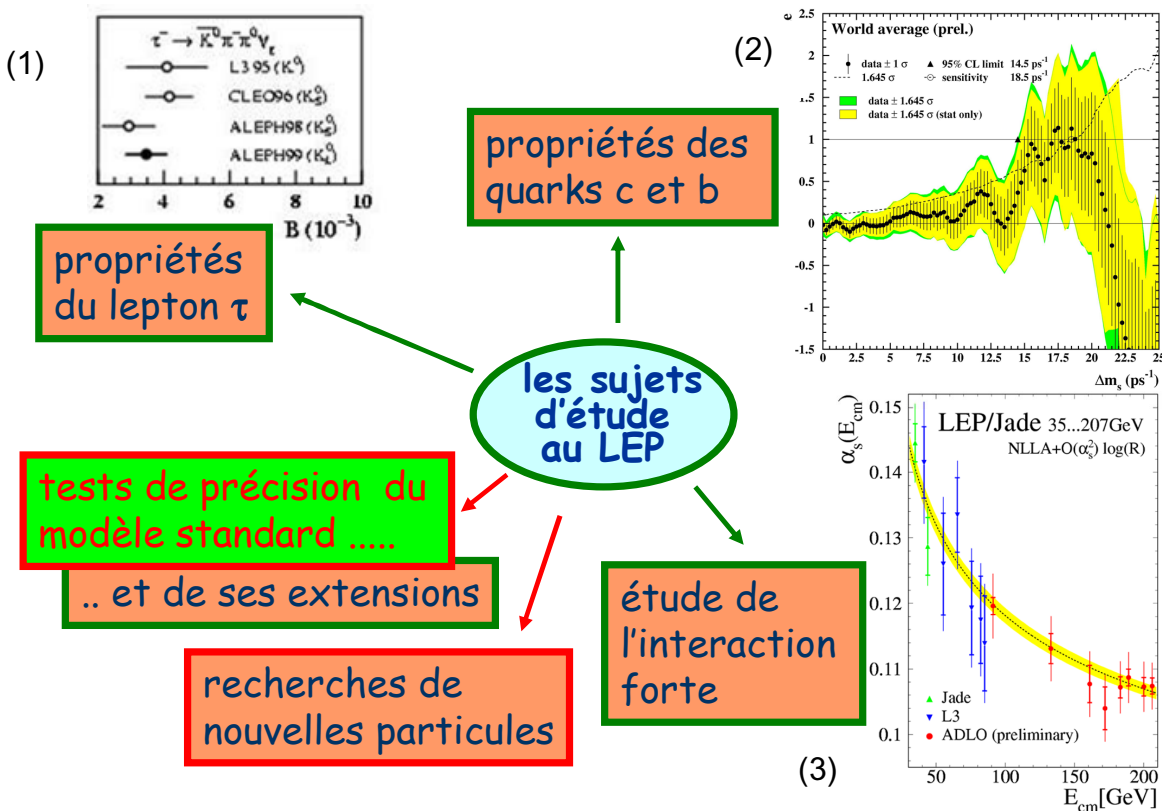 (1)
τ⁻ → K̅⁰π⁻π⁰ν_τ
L3 95 (K⁰)
CLEO96 (K⁰_S)
ALEPH98 (K⁰_S)
ALEPH99 (K⁰_L)
2 4 6 8 10
B (10⁻³)
(2)
World average (prel.)
data ± 1 σ
1.645 σ
95% CL limit 14.5 ps⁻¹
sensitivity 18.5 ps⁻¹
data ± 1.645 σ
data ± 1.645 σ (stat only)
2.5
2
1.5
1
0.5
0
-0.5
-1
-1.5
0 2.5 5 7.5 10 12.5 15 17.5 20 22.5 25
Δm_s (ps⁻¹)
propriétés des
quarks c et b
propriétés
du lepton τ
les sujets
d'étude
au LEP
tests de précision du
modèle standard .....
.. et de ses extensions
recherches de
nouvelles particules
étude de
l'interaction
forte
(3)
α_s(E_cm)
LEP/Jade 35...207GeV
NLLA+O(α_s²) log(R)
0.15
0.14
0.13
0.12
0.11
0.1
Jade
L3
ADLO (preliminary)
50 100 150 200
E_cm[GeV]